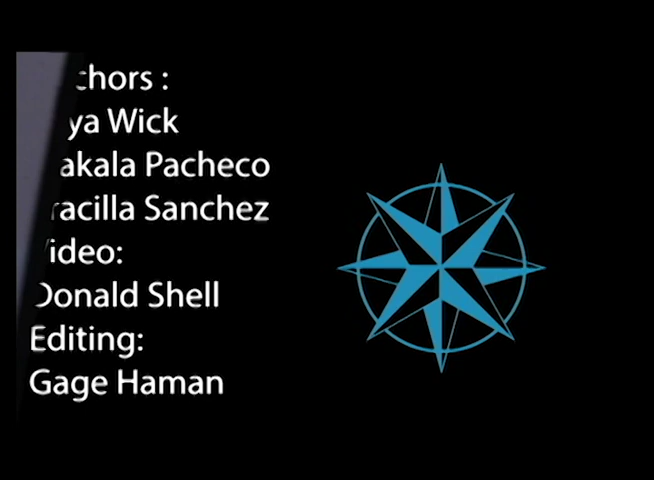 chors :
ya Wick
akala Pacheco
racilla Sanchez
ideo:
Donald Shell
Editing:
Gage Haman